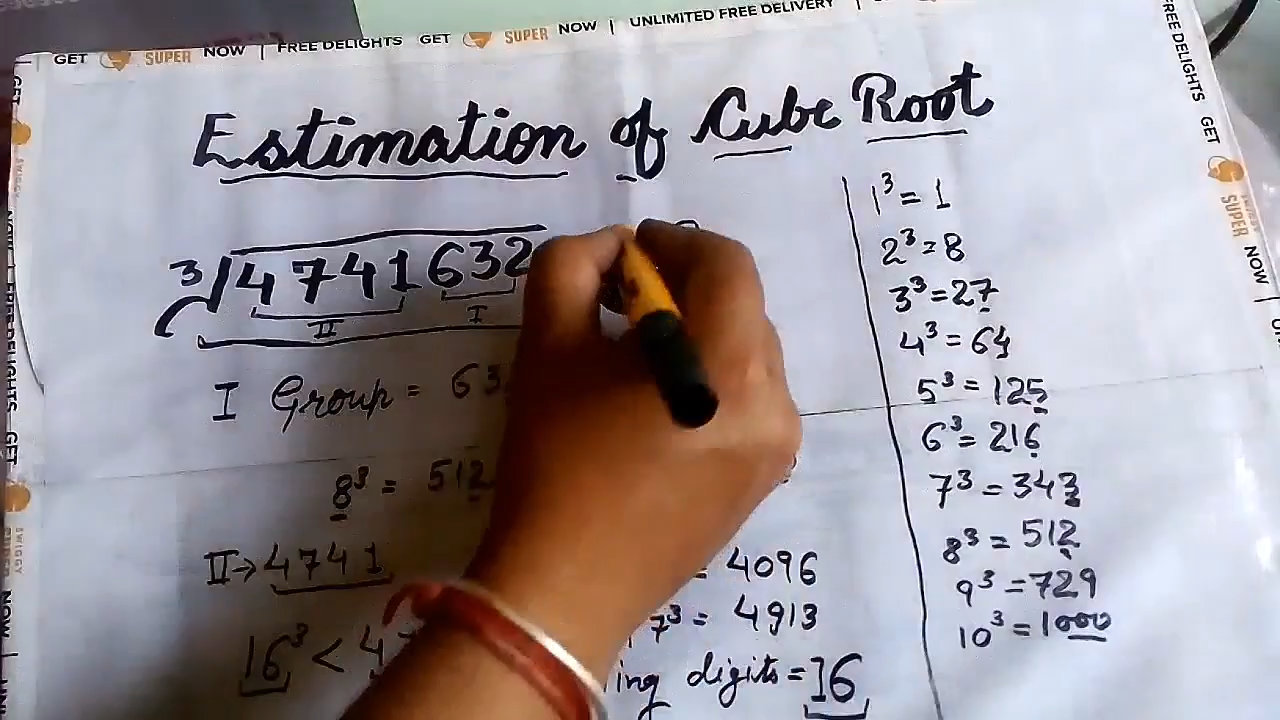 GET SUPER NOW | FREE DELIGHTS GET SUPER NOW | UNLIMITED FREE DELIVERY
FREE DELIGHTS GET SUPER NOW
Estimation of Cube Root
3√4741632
II I
I Group = 63
8³ = 512
II → 4741
16³ < 4
= 4096
7³ = 4913
digits = 16
1³ = 1
2³ = 8
3³ = 27
4³ = 64
5³ = 125
6³ = 216
7³ = 343
8³ = 512
9³ = 729
10³ = 1000